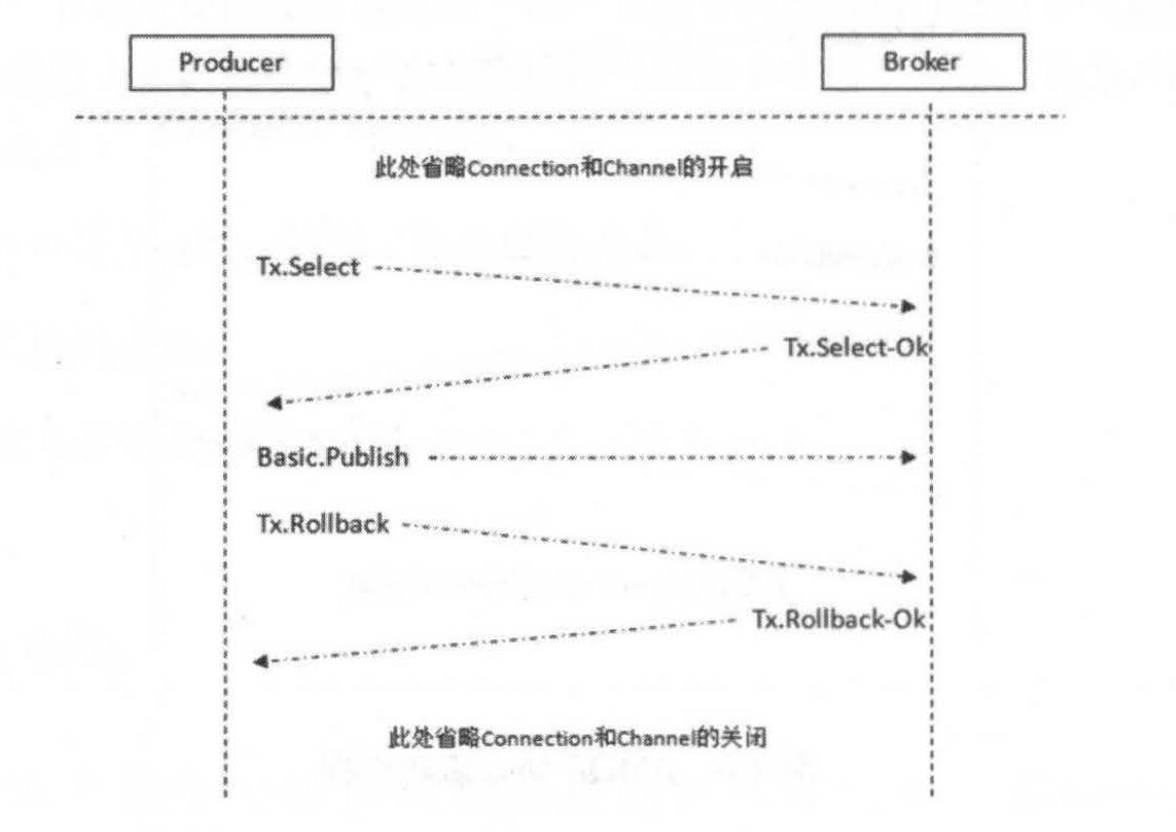 Producer
Broker
此处省略Connection和Channel的开启
Tx.Select
Tx.Select-Ok
Basic.Publish
Tx.Rollback
Tx.Rollback-Ok
此处省略Connection和Channel的关闭